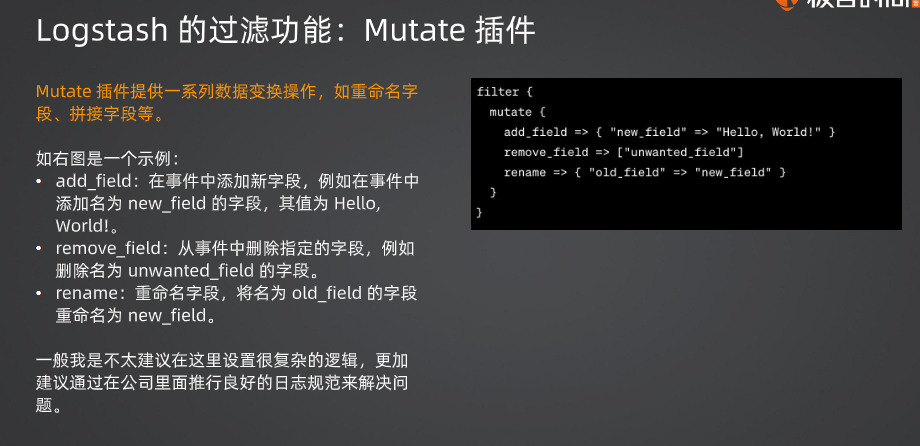 Logstash 的过滤功能：Mutate 插件
Mutate 插件提供一系列数据变换操作，如重命名字
段、拼接字段等。
如右图是一个示例：
• add_field：在事件中添加新字段，例如在事件中
添加名为 new_field 的字段，其值为 Hello,
World!。
• remove_field：从事件中删除指定的字段，例如
删除名为 unwanted_field 的字段。
• rename：重命名字段，将名为 old_field 的字段
重命名为 new_field。
一般我是不太建议在这里设置很复杂的逻辑，更加
建议通过在公司里面推行良好的日志规范来解决问
题。
filter {
mutate {
add_field => { "new_field" => "Hello, World!" }
remove_field => ["unwanted_field"]
rename => { "old_field" => "new_field" }
}
}